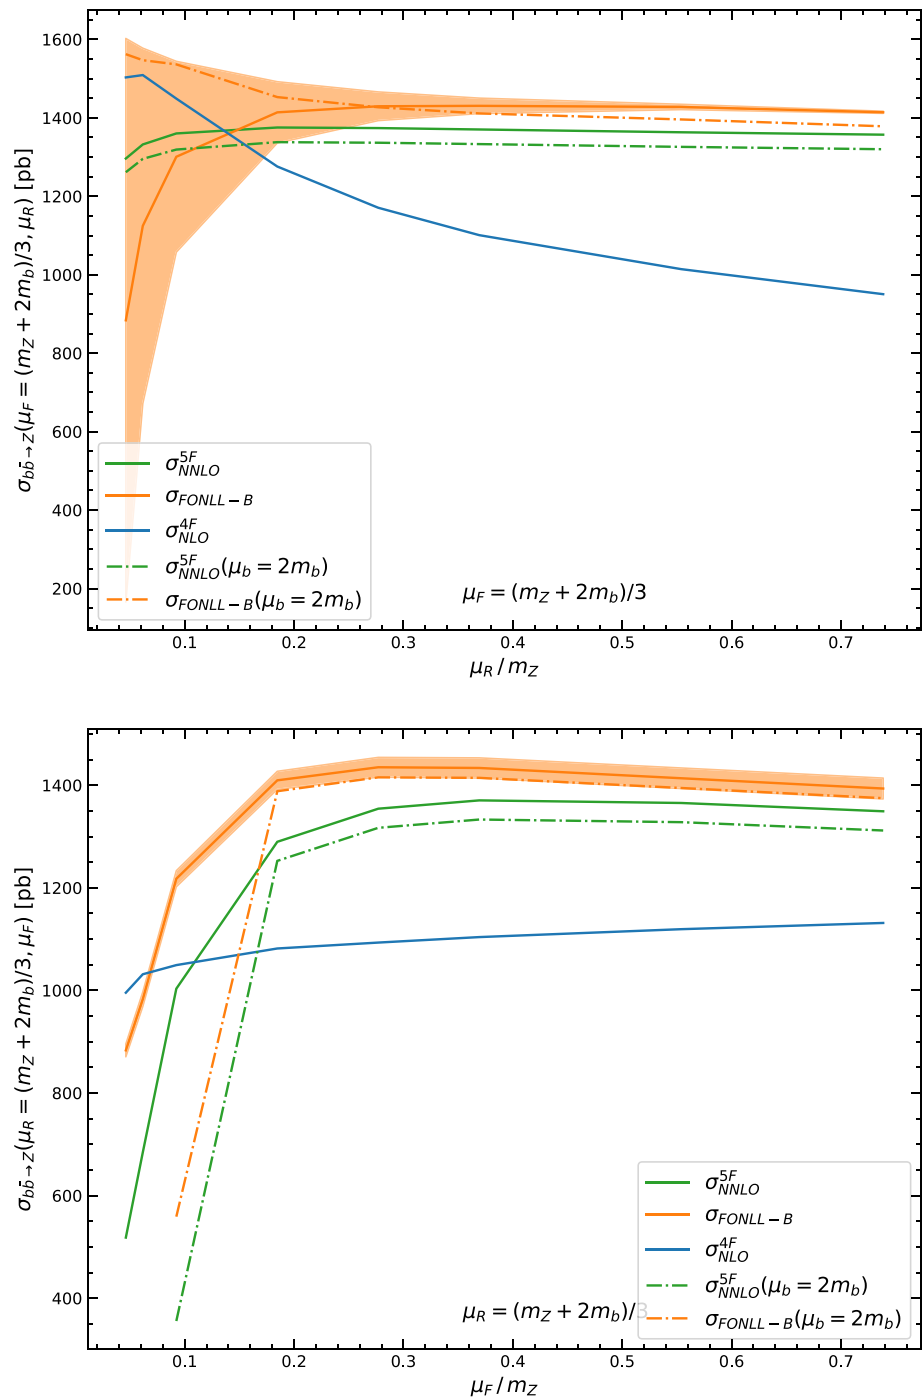 1600
1400
1200
1000
800
600
400
200
σ_{bb̄→Z}(μ_F = (m_Z + 2m_b)/3, μ_R) [pb]
σ^{5F}_{NNLO}
σ_{FONLL−B}
σ^{4F}_{NLO}
σ^{5F}_{NNLO}(μ_b = 2m_b)
σ_{FONLL−B}(μ_b = 2m_b)
μ_F = (m_Z + 2m_b)/3
0.1 0.2 0.3 0.4 0.5 0.6 0.7
μ_R / m_Z
1400
1200
1000
800
600
400
σ_{bb̄→Z}(μ_R = (m_Z + 2m_b)/3, μ_F) [pb]
σ^{5F}_{NNLO}
σ_{FONLL−B}
σ^{4F}_{NLO}
σ^{5F}_{NNLO}(μ_b = 2m_b)
σ_{FONLL−B}(μ_b = 2m_b)
μ_R = (m_Z + 2m_b)/3
0.1 0.2 0.3 0.4 0.5 0.6 0.7
μ_F / m_Z